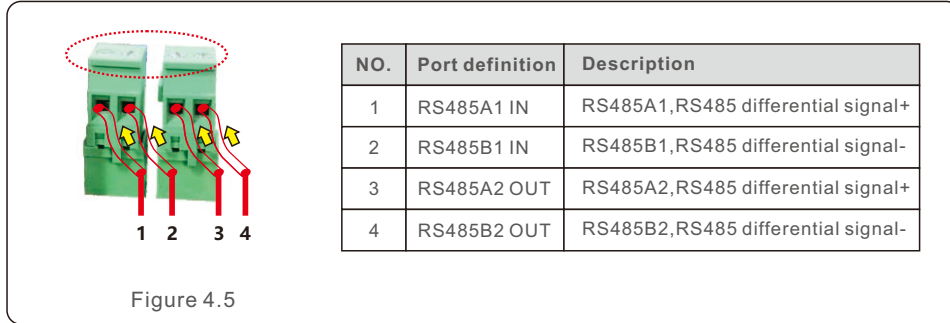 NO. Port definition Description
1 RS485A1 IN RS485A1,RS485 differential signal+
2 RS485B1 IN RS485B1,RS485 differential signal-
3 RS485A2 OUT RS485A2,RS485 differential signal+
4 RS485B2 OUT RS485B2,RS485 differential signal-
1 2 3 4
Figure 4.5